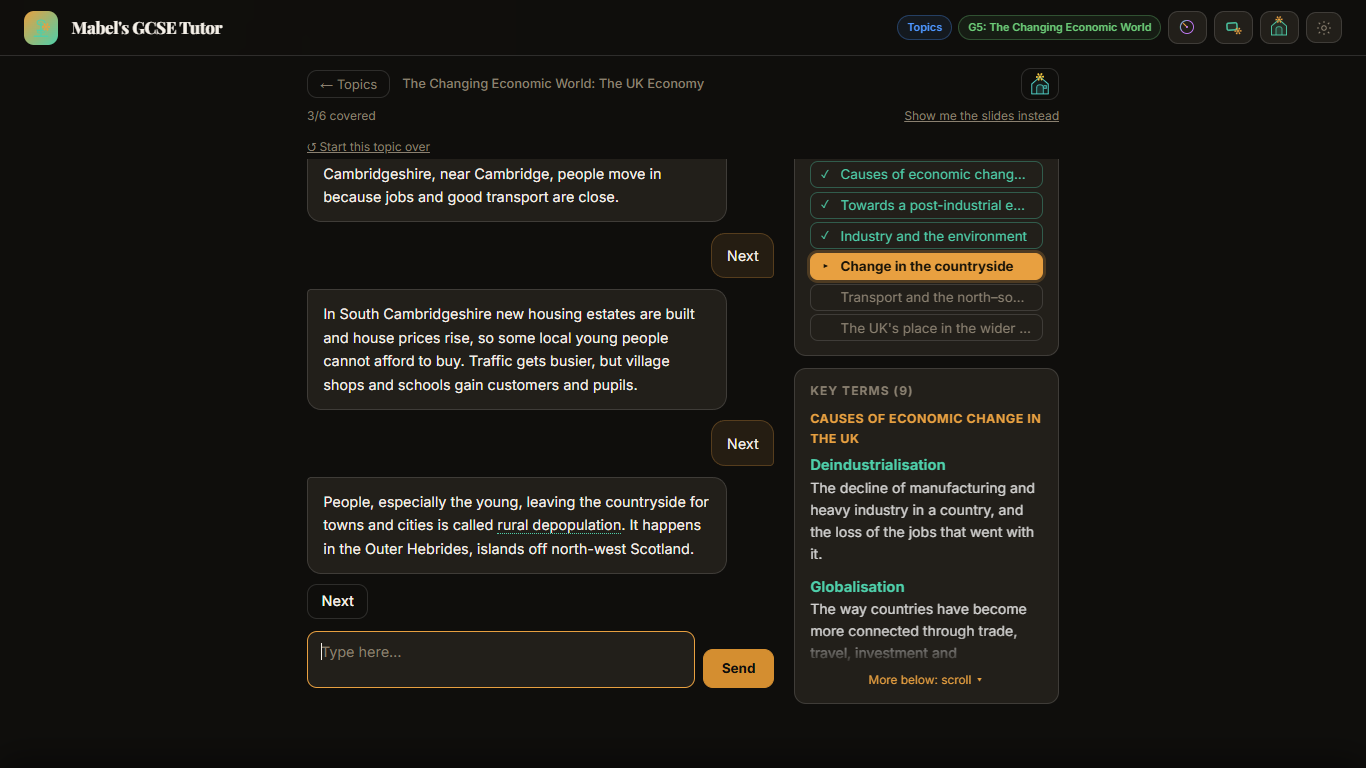 Mabel's GCSE Tutor
Topics
G5: The Changing Economic World
← Topics
The Changing Economic World: The UK Economy
3/6 covered
Show me the slides instead
↺ Start this topic over
Cambridgeshire, near Cambridge, people move in
because jobs and good transport are close.
Next
In South Cambridgeshire new housing estates are built
and house prices rise, so some local young people
cannot afford to buy. Traffic gets busier, but village
shops and schools gain customers and pupils.
Next
People, especially the young, leaving the countryside for
towns and cities is called rural depopulation. It happens
in the Outer Hebrides, islands off north-west Scotland.
Next
Type here...
Send
✓ Causes of economic chang...
✓ Towards a post-industrial e...
✓ Industry and the environment
▸ Change in the countryside
Transport and the north–so...
The UK's place in the wider ...
KEY TERMS (9)
CAUSES OF ECONOMIC CHANGE IN
THE UK
Deindustrialisation
The decline of manufacturing and
heavy industry in a country, and
the loss of the jobs that went with
it.
Globalisation
The way countries have become
more connected through trade,
travel, investment and
More below: scroll ▾